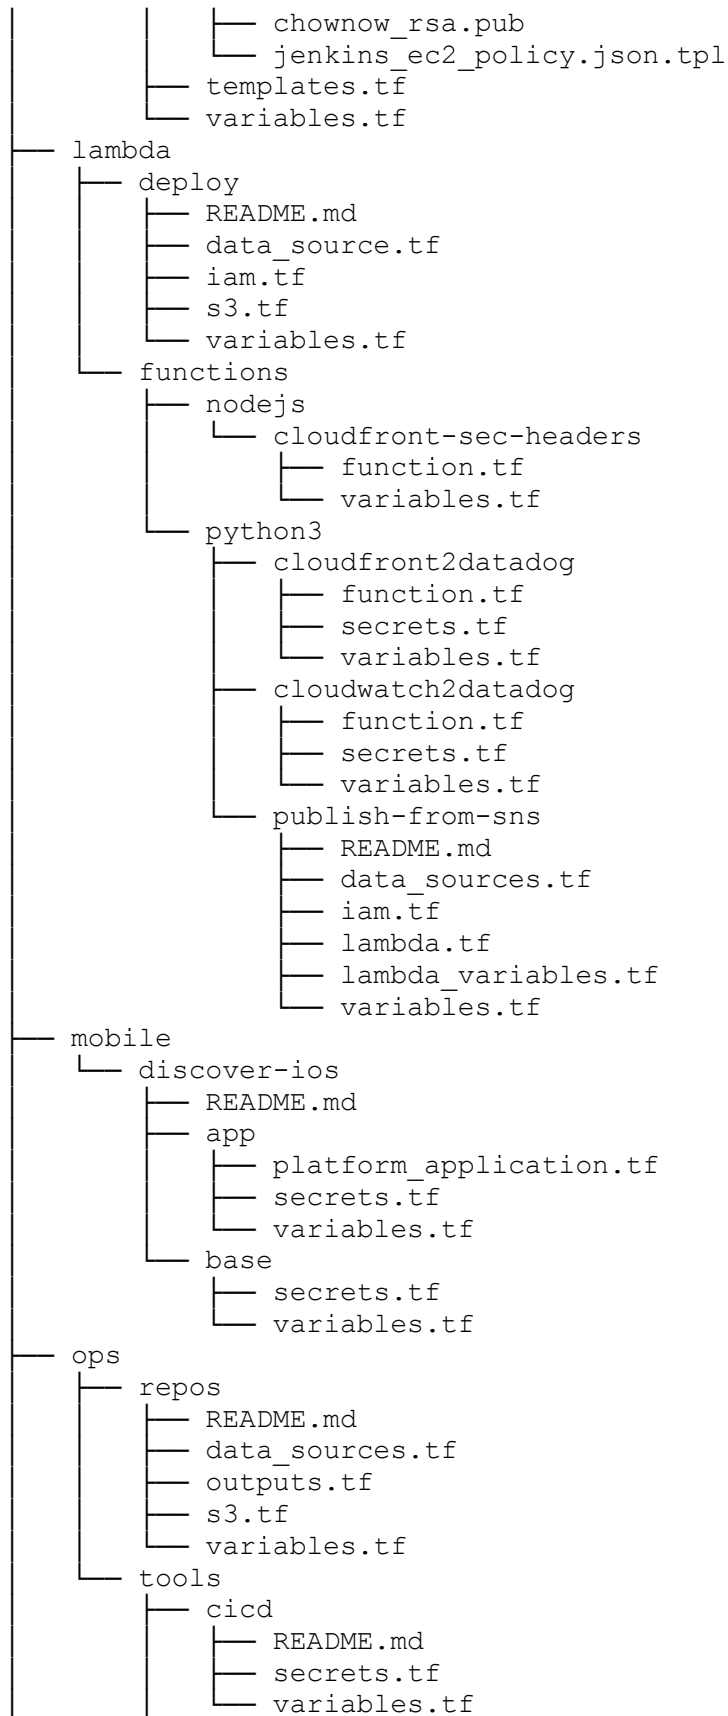 │       │       ├── chownow_rsa.pub
│       │       └── jenkins_ec2_policy.json.tpl
│       ├── templates.tf
│       └── variables.tf
├── lambda
│   ├── deploy
│   │   ├── README.md
│   │   ├── data_source.tf
│   │   ├── iam.tf
│   │   ├── s3.tf
│   │   └── variables.tf
│   └── functions
│       ├── nodejs
│       │   └── cloudfront-sec-headers
│       │       ├── function.tf
│       │       └── variables.tf
│       └── python3
│           ├── cloudfront2datadog
│           │   ├── function.tf
│           │   ├── secrets.tf
│           │   └── variables.tf
│           ├── cloudwatch2datadog
│           │   ├── function.tf
│           │   ├── secrets.tf
│           │   └── variables.tf
│           └── publish-from-sns
│               ├── README.md
│               ├── data_sources.tf
│               ├── iam.tf
│               ├── lambda.tf
│               ├── lambda_variables.tf
│               └── variables.tf
├── mobile
│   └── discover-ios
│       ├── README.md
│       ├── app
│       │   ├── platform_application.tf
│       │   ├── secrets.tf
│       │   └── variables.tf
│       └── base
│           ├── secrets.tf
│           └── variables.tf
├── ops
│   ├── repos
│   │   ├── README.md
│   │   ├── data_sources.tf
│   │   ├── outputs.tf
│   │   ├── s3.tf
│   │   └── variables.tf
│   └── tools
│       ├── cicd
│       │   ├── README.md
│       │   ├── secrets.tf
│       │   └── variables.tf